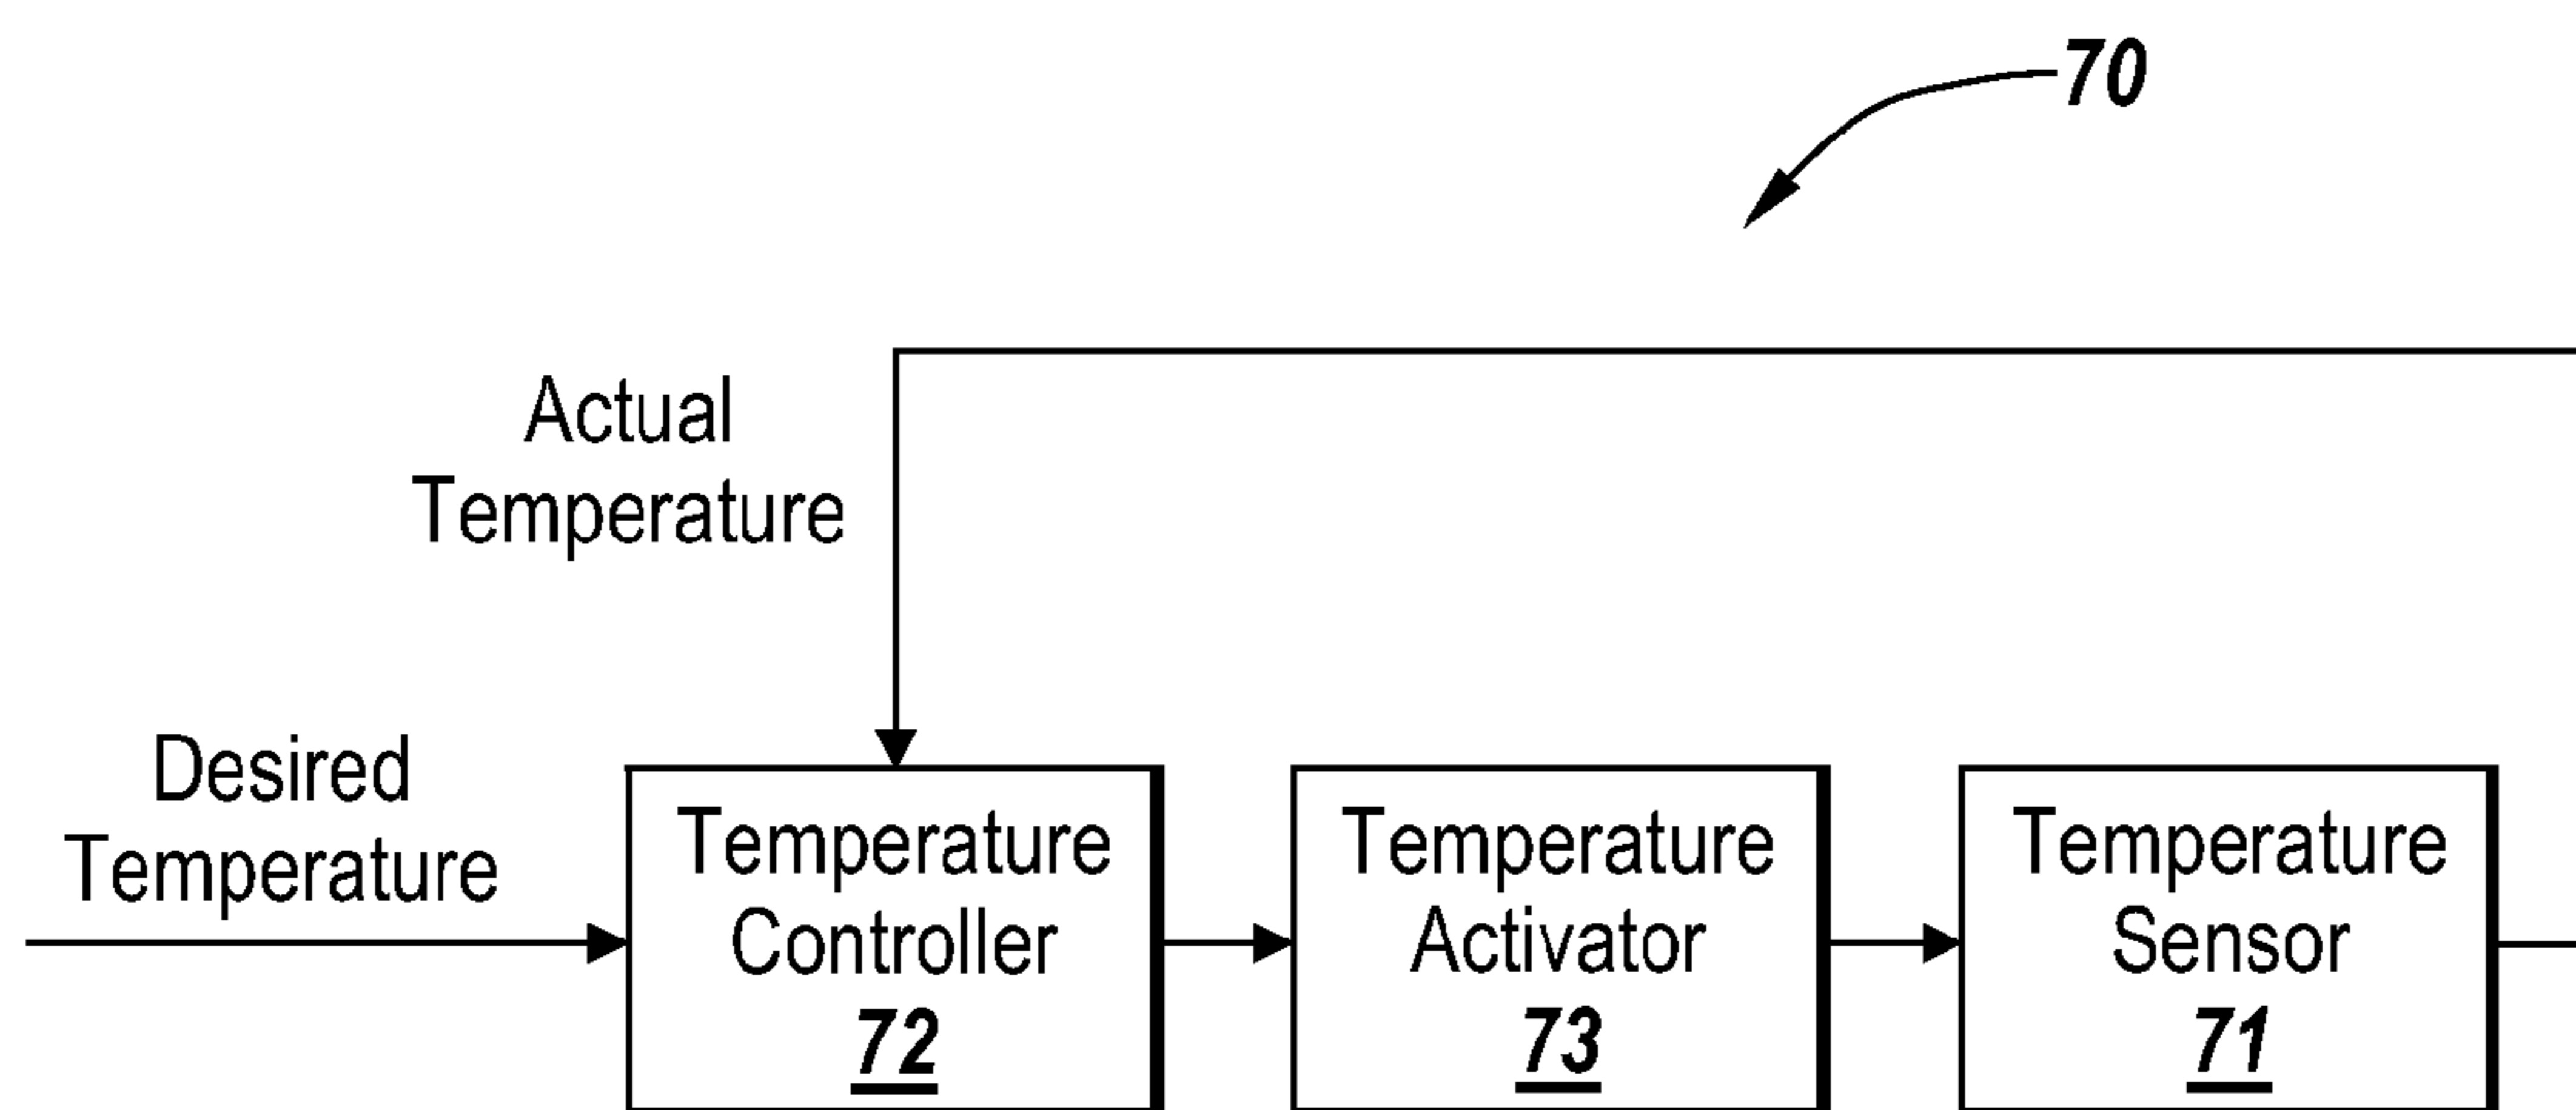 70
Actual
Temperature
Desired
Temperature
Temperature
Controller
72
Temperature
Activator
73
Temperature
Sensor
71